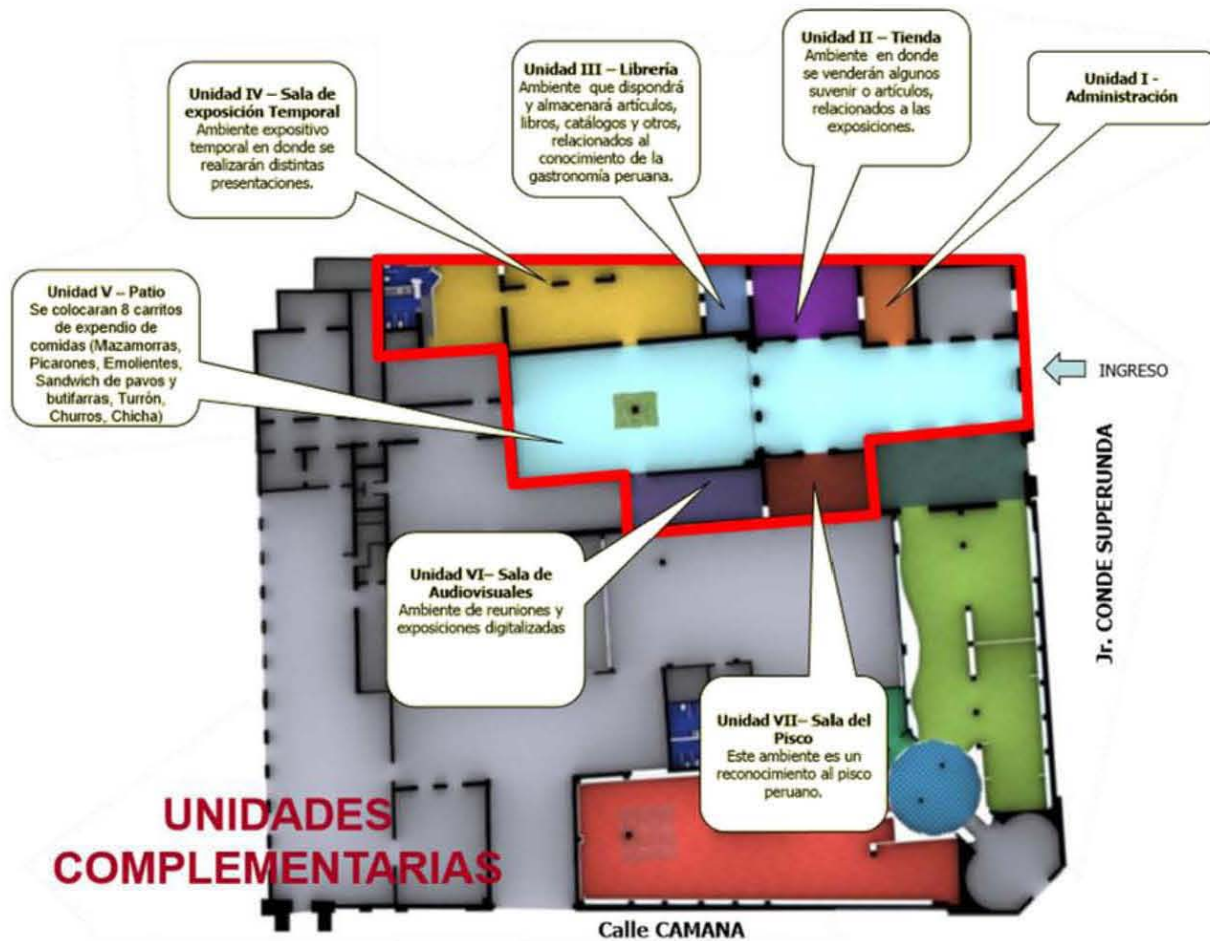 Unidad IV – Sala de
exposición Temporal
Ambiente expositivo
temporal en donde se
realizarán distintas
presentaciones.
Unidad III – Librería
Ambiente que dispondrá
y almacenará artículos,
libros, catálogos y otros,
relacionados al
conocimiento de la
gastronomía peruana.
Unidad II – Tienda
Ambiente en donde
se venderán algunos
suvenir o artículos,
relacionados a las
exposiciones.
Unidad I -
Administración
Unidad V – Patio
Se colocaran 8 carritos
de expendio de
comidas (Mazamorras,
Picarones, Emolientes,
Sandwich de pavos y
butifarras, Turrón,
Churros, Chicha)
INGRESO
Jr. CONDE SUPERUNDA
Unidad VI– Sala de
Audiovisuales
Ambiente de reuniones y
exposiciones digitalizadas
Unidad VII– Sala del
Pisco
Este ambiente es un
reconocimiento al pisco
peruano.
UNIDADES
COMPLEMENTARIAS
Calle CAMANA